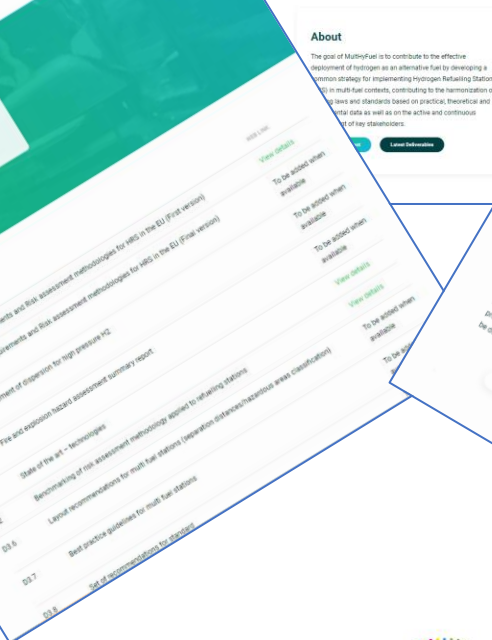 About
The goal of MultHyFuel is to contribute to the effective
deployment of hydrogen as an alternative fuel by developing a
common strategy for implementing Hydrogen Refuelling Station
in multi-fuel contexts, contributing to the harmonization o
laws and standards based on practical, theoretical and
data as well as on the active and continuous
of key stakeholders.
Latest Deliverables
WEB LINK
and Risk assessment methodologies for HRS in the EU (First version)
View details
and Risk assessment methodologies for HRS in the EU (Final version)
To be added when
available
of dispersion for high pressure H2
To be added when
available
Fire and explosion hazard assessment summary report
To be added when
available
State of the art – technologies
View details
Benchmarking of risk assessment methodology applied to refuelling stations
View details
D3.6
Layout recommendations for multi fuel stations (separation distances/hazardous areas classification)
To be added when
available
D3.7
Best practice guidelines for multi fuel stations
To be
D3.8
Set of recommendations for standard